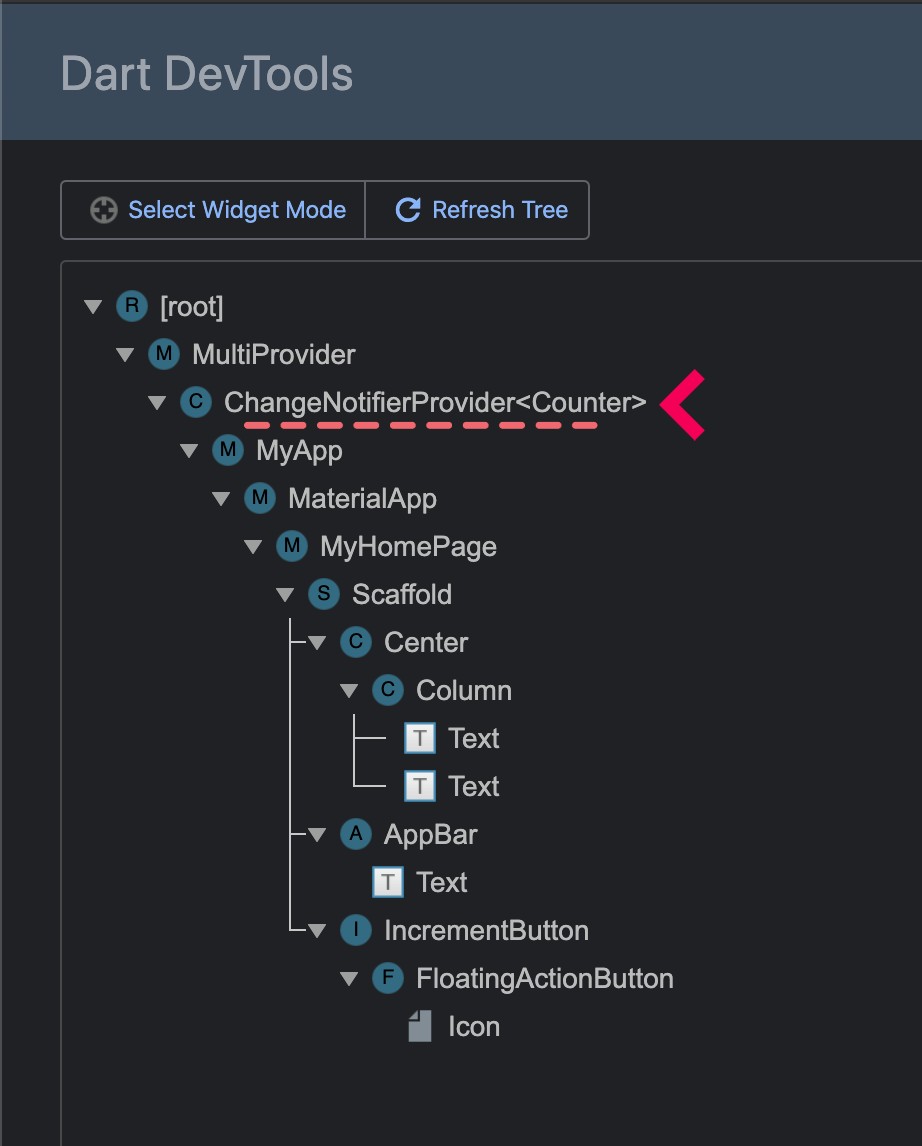 Dart DevTools
Select Widget Mode Refresh Tree
R [root]
M MultiProvider
C ChangeNotifierProvider<Counter>
M MyApp
M MaterialApp
M MyHomePage
S Scaffold
C Center
C Column
T Text
T Text
A AppBar
T Text
I IncrementButton
F FloatingActionButton
Icon